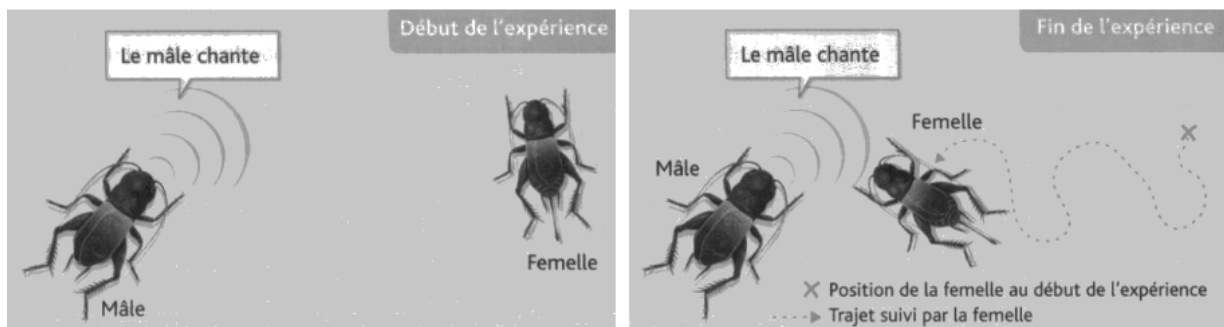 Début de l'expérience
Le mâle chante
Femelle
Mâle
Fin de l'expérience
Le mâle chante
Femelle
Mâle
X Position de la femelle au début de l'expérience
Trajet suivi par la femelle